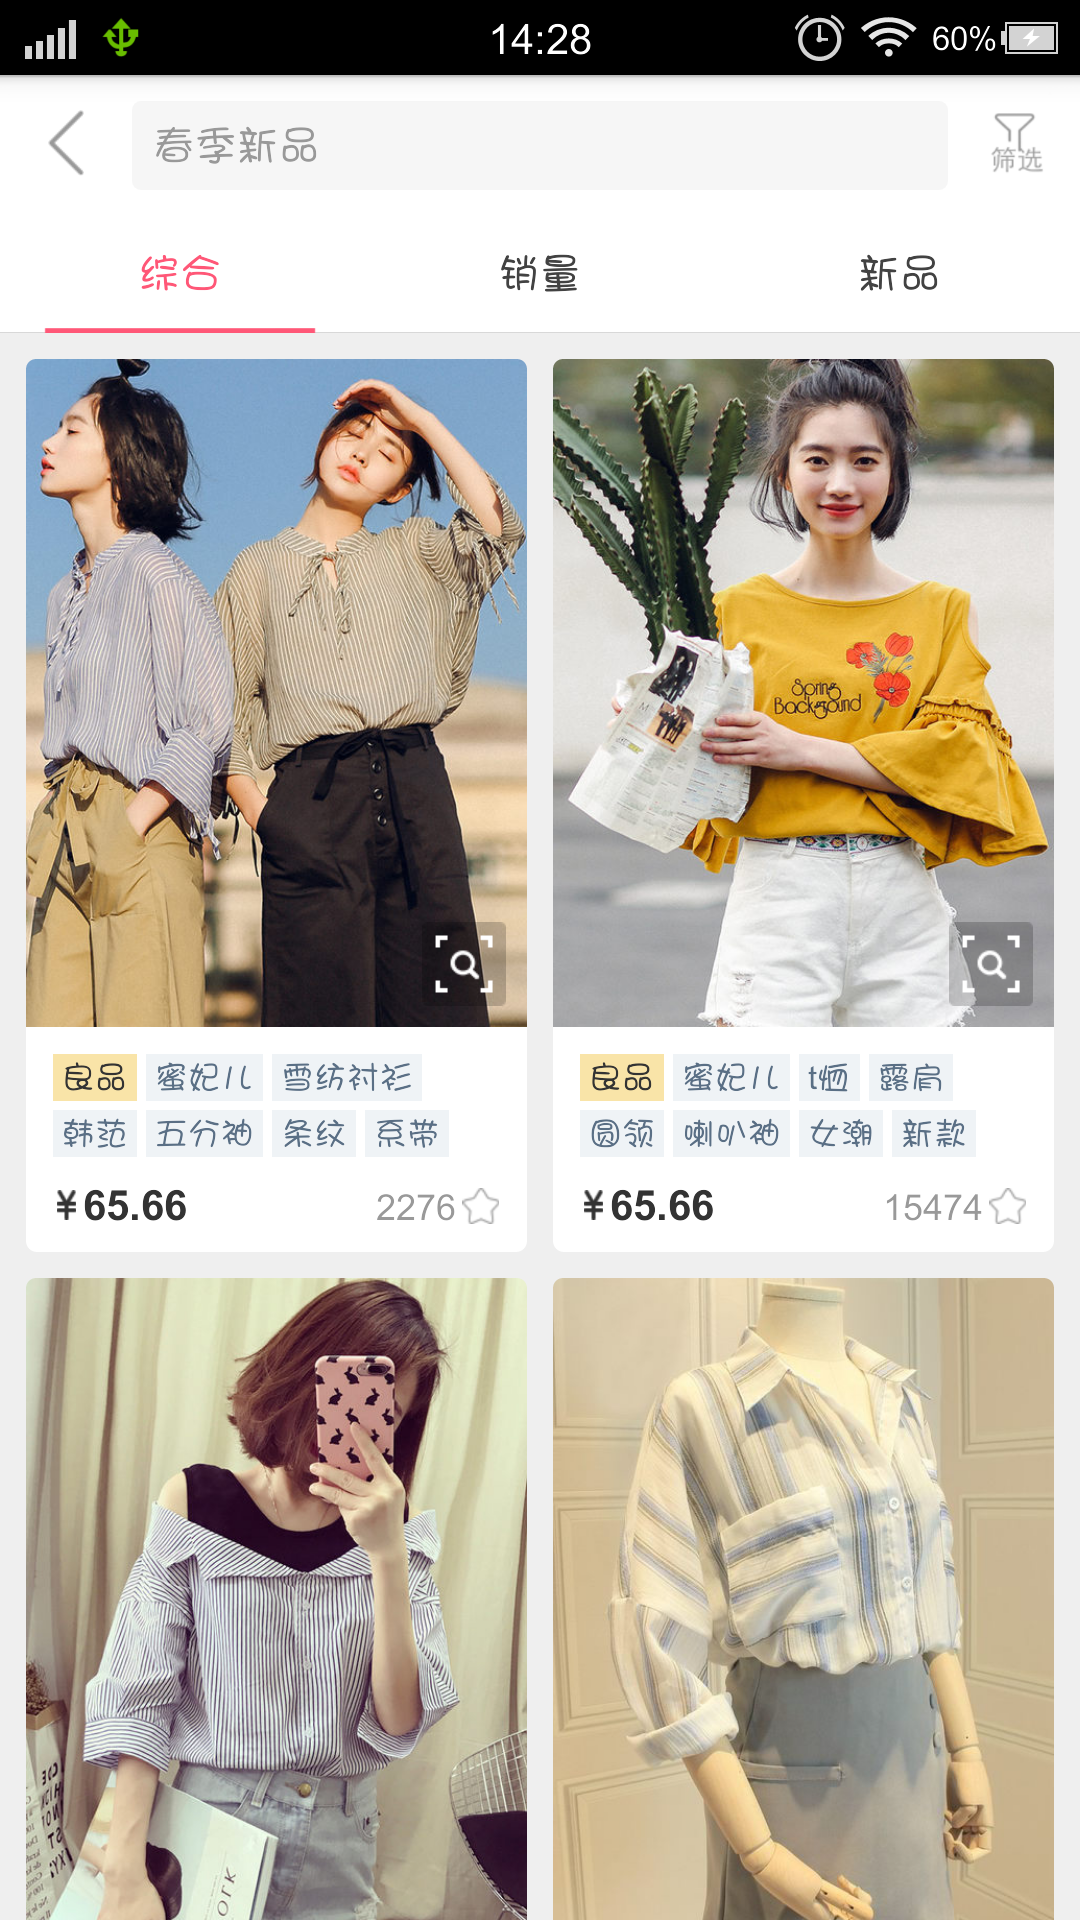 14:28
60%
春季新品
筛选
综合
销量
新品
Spring
Background
良品 蜜妃儿 雪纺衬衫
韩范 五分袖 条纹 系带
¥65.66
2276
良品 蜜妃儿 t恤 露肩
圆领 喇叭袖 女潮 新款
¥65.66
15474